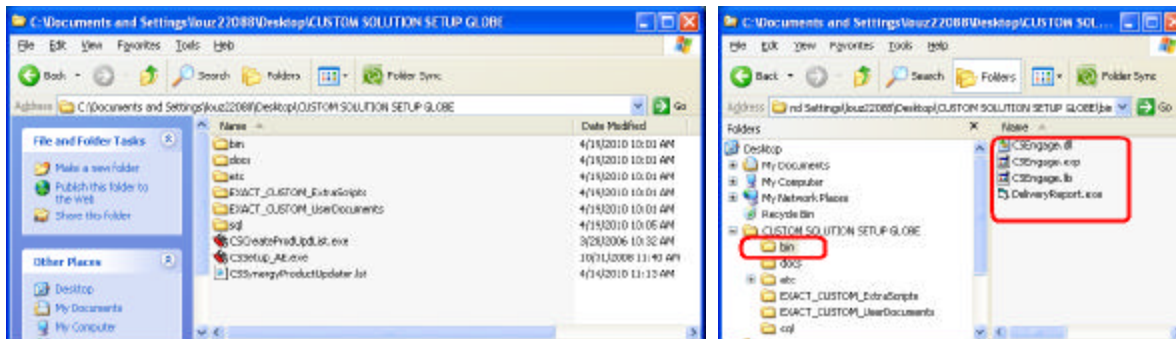 C:\Documents and Settings\louz22088\Desktop\CUSTOM SOLUTION SETUP GLOBE
File Edit View Favorites Tools Help
Back Search Folders Folder Sync
Address C:\Documents and Settings\louz22088\Desktop\CUSTOM SOLUTION SETUP GLOBE Go
File and Folder Tasks
Make a new folder
Publish this folder to the Web
Share this folder
Other Places
Desktop
My Documents
My Computer
Name Date Modified
bin 4/19/2010 10:01 AM
docs 4/19/2010 10:01 AM
etc 4/19/2010 10:01 AM
EXACT_CUSTOM_ExtraScripts 4/19/2010 10:01 AM
EXACT_CUSTOM_UserDocuments 4/19/2010 10:01 AM
sql 4/19/2010 10:05 AM
CSCreateProdUpdList.exe 3/28/2006 10:32 AM
CSSetup_AE.exe 10/31/2008 11:40 AM
CSSynergyProductUpdater.lst 4/14/2010 11:13 AM
C:\Documents and Settings\louz22088\Desktop\CUSTOM SOL...
File Edit View Favorites Tools Help
Back Search Folders Folder Sync
Address nd Settings\louz22088\Desktop\CUSTOM SOLUTION SETUP GLOBE\bin Go
Folders
Desktop
My Documents
My Computer
My Network Places
Recycle Bin
CUSTOM SOLUTION SETUP GLOBE
bin
docs
etc
EXACT_CUSTOM_ExtraScripts
EXACT_CUSTOM_UserDocuments
sql
Name
CSEngage.dll
CSEngage.exp
CSEngage.lib
DeliveryReport.exe